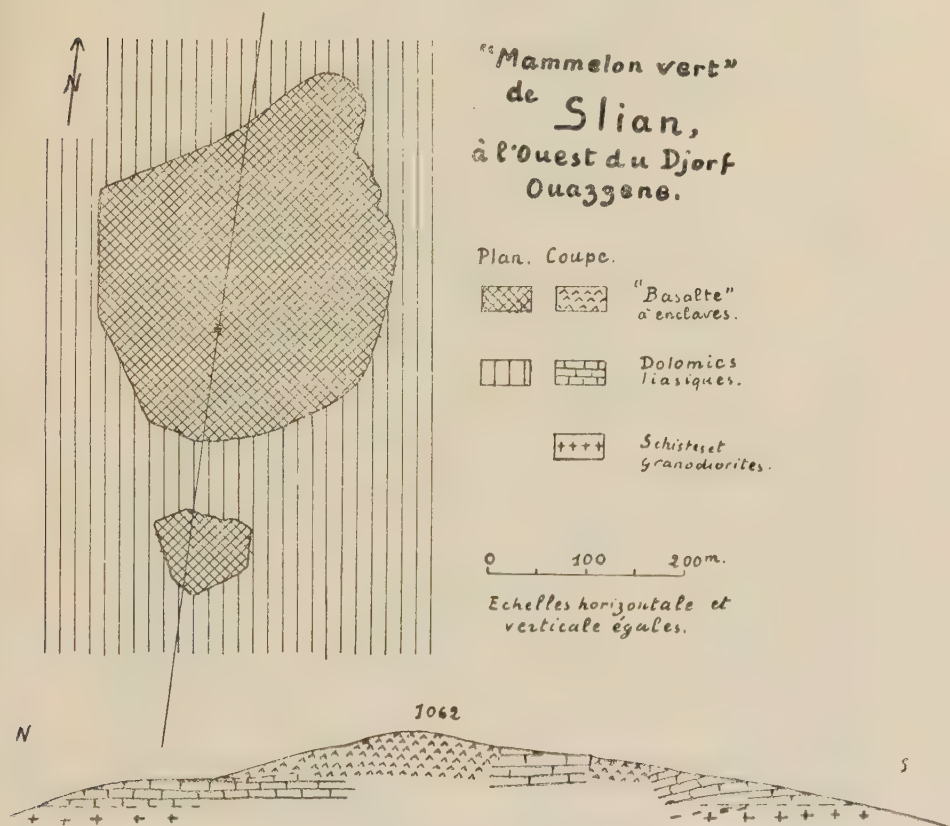 "Mammelon vert"
de
Slian,
à l'Ouest du Djorf
Ouazzene.
N
Plan. Coupe.
"Basalte"
à enclaves.
Dolomies
liasiques.
Schistes et
granodiorites.
0 100 200m.
Echelles horizontale et
verticale égales.
1062
N
S